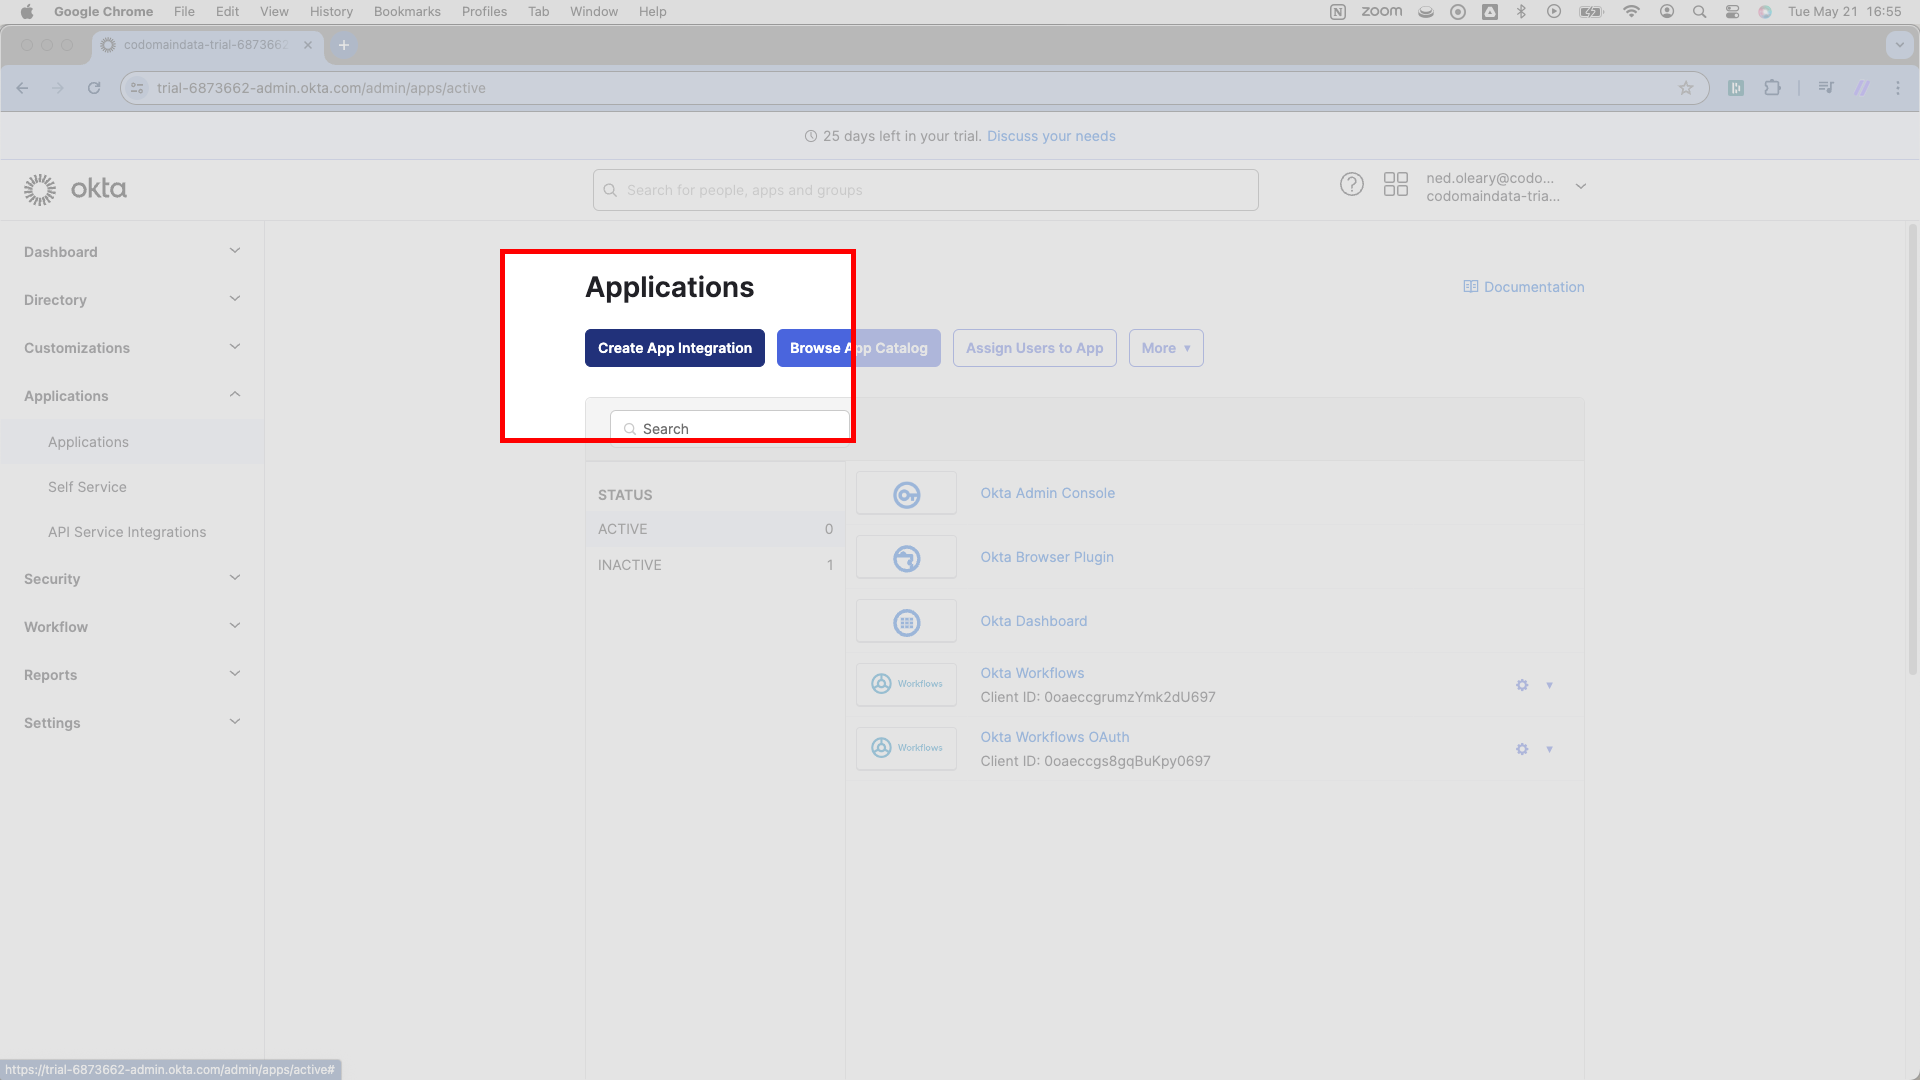 Google Chrome File Edit View History Bookmarks Profiles Tab Window Help
zoom Tue May 21 16:55
codomaindata-trial-6873662
trial-6873662-admin.okta.com/admin/apps/active
25 days left in your trial. Discuss your needs
okta
Search for people, apps and groups
ned.oleary@codo...
codomaindata-tria...
Dashboard
Directory
Customizations
Applications
Applications
Self Service
API Service Integrations
Security
Workflow
Reports
Settings
Applications
Documentation
Create App Integration Browse App Catalog Assign Users to App More
Search
STATUS
ACTIVE 0
INACTIVE 1
Okta Admin Console
Okta Browser Plugin
Okta Dashboard
Workflows
Okta Workflows
Client ID: 0oaeccgrumzYmk2dU697
Workflows
Okta Workflows OAuth
Client ID: 0oaeccgs8gqBuKpy0697
https://trial-6873662-admin.okta.com/admin/apps/active#